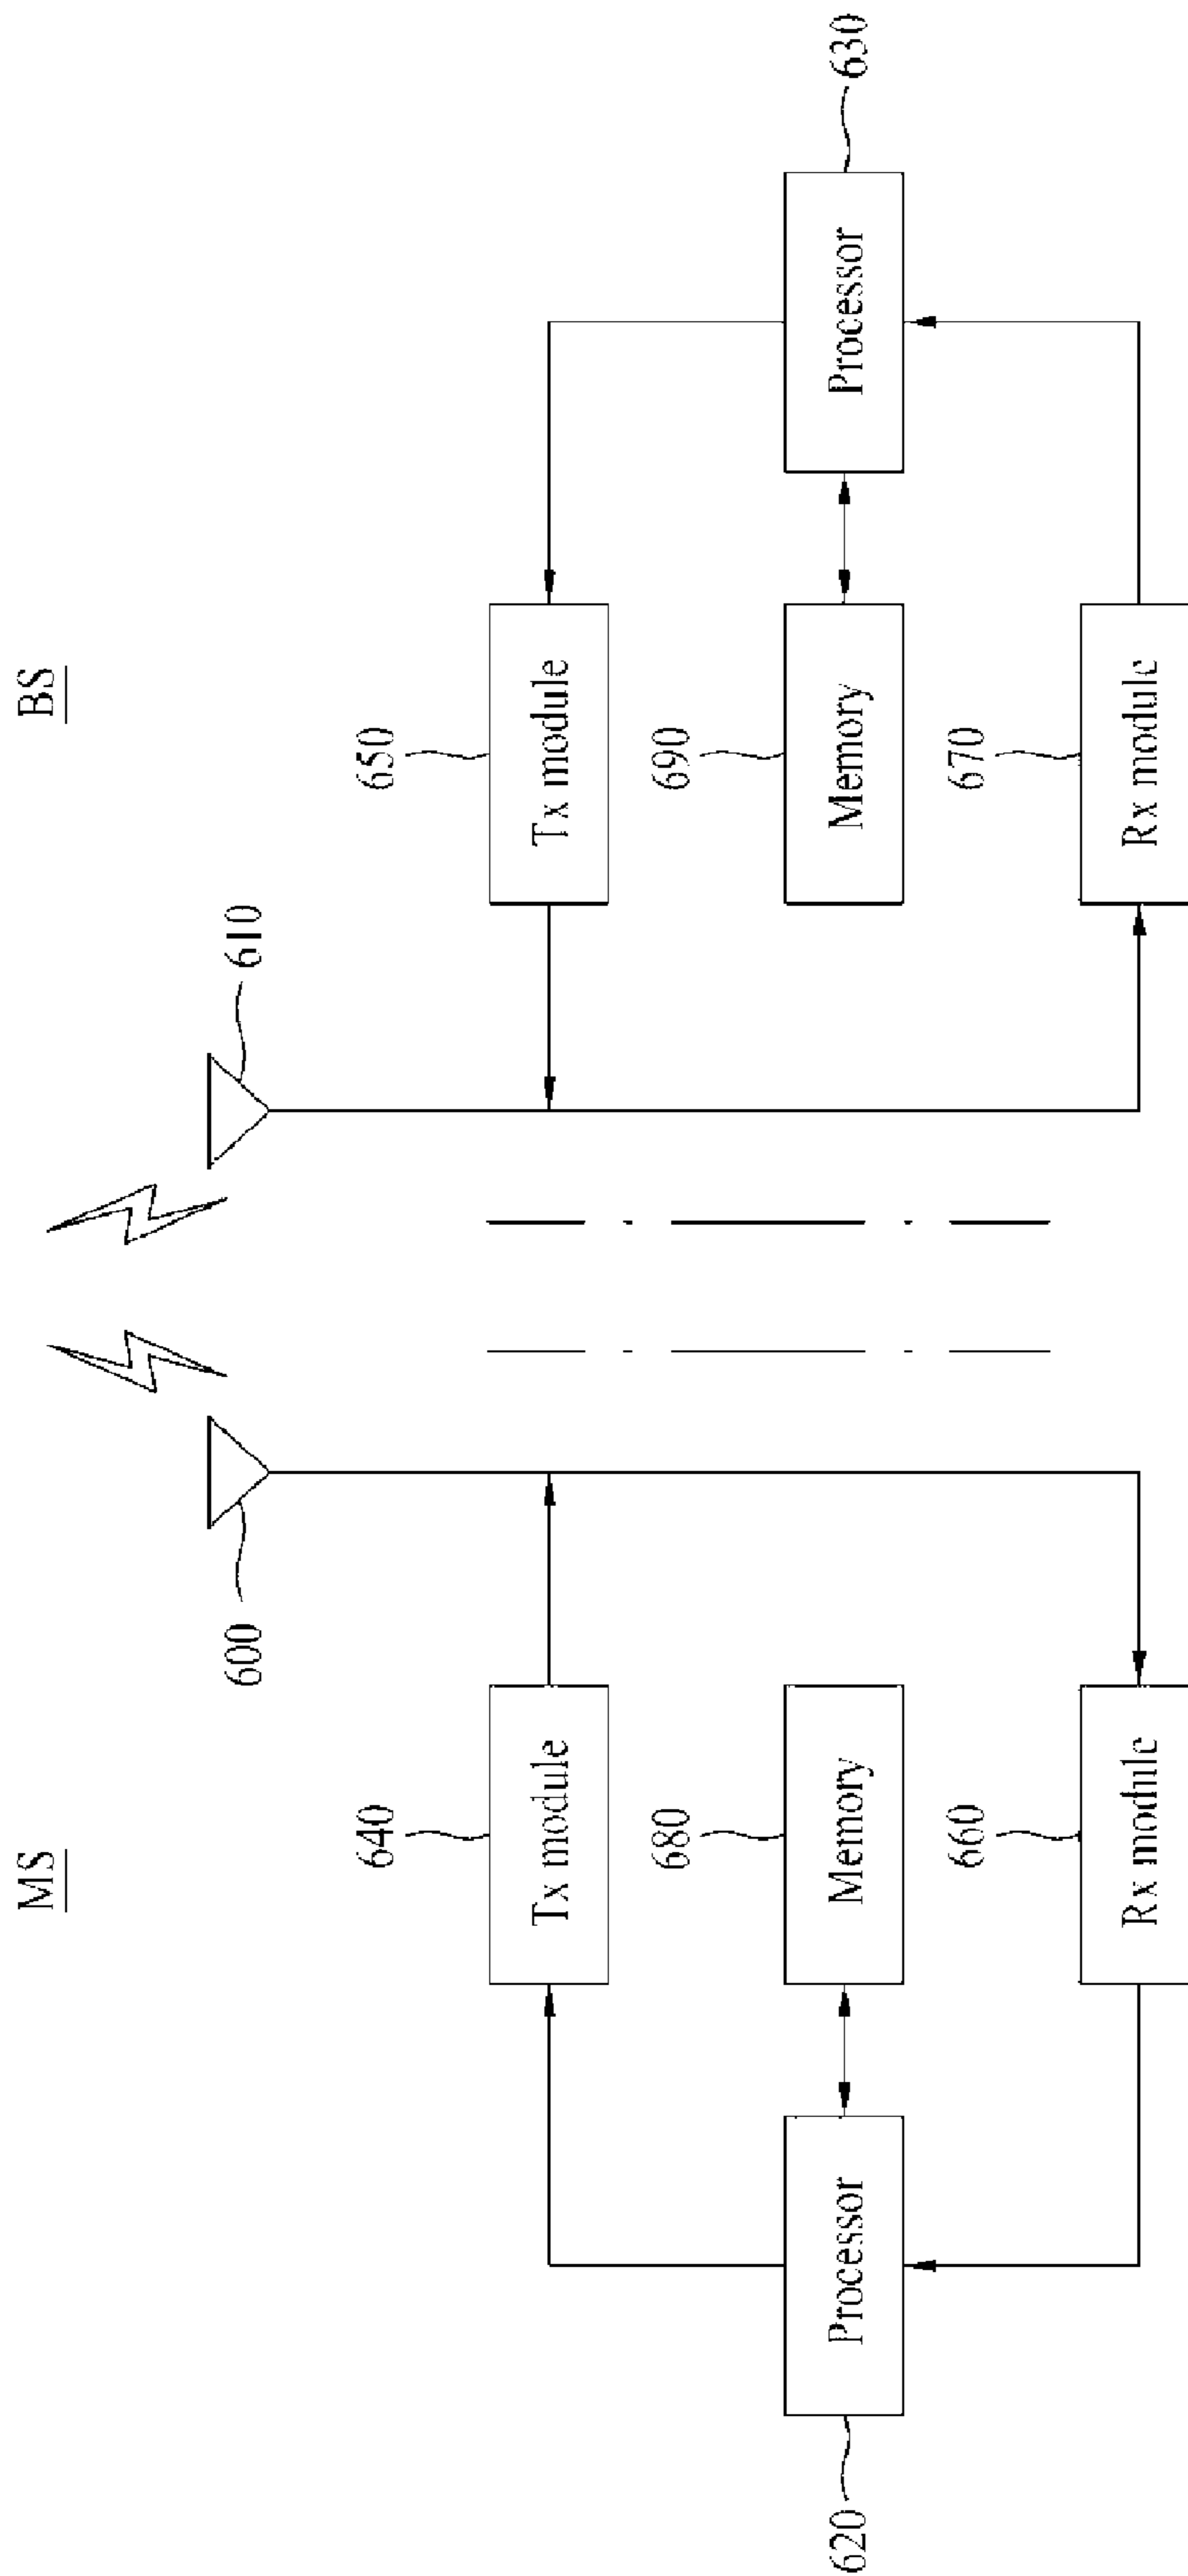 MS
BS
600
610
640
Tx module
650
Tx module
620
Processor
680
Memory
690
Memory
Processor
630
660
Rx module
670
Rx module